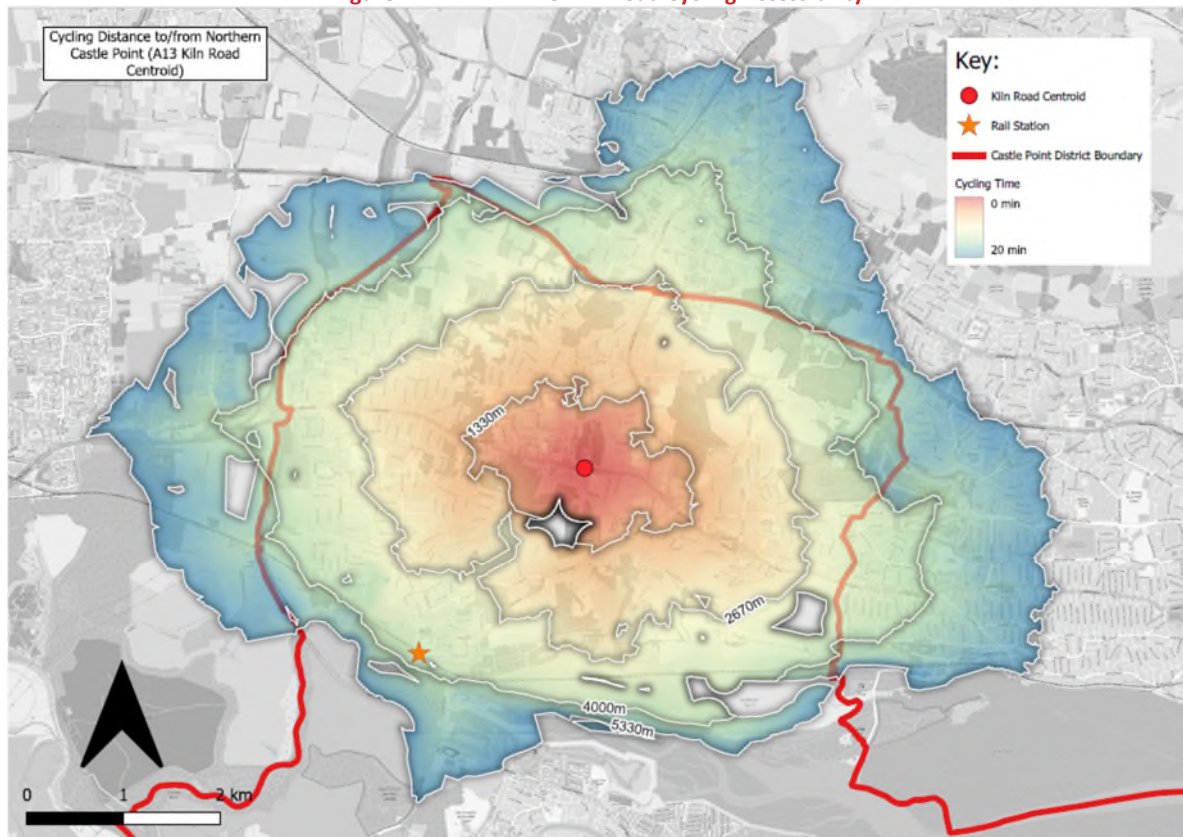 Cycling Distance to/from Northern
Castle Point (A13 Kiln Road
Centroid)
Key:
Kiln Road Centroid
Rail Station
Castle Point District Boundary
Cycling Time
0 min
20 min
1330m
2670m
4000m
5330m
0 1 2 km